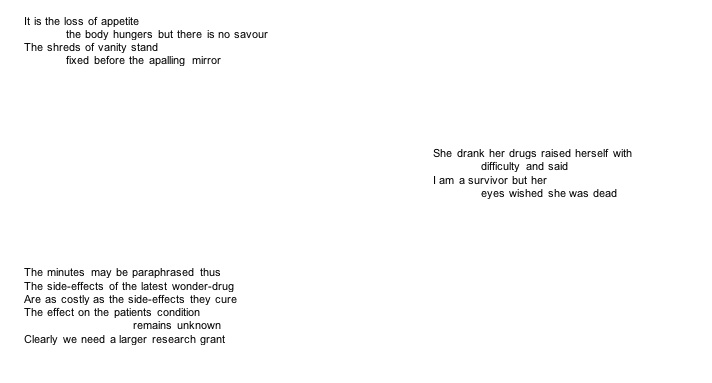 It is the loss of appetite
the body hungers but there is no savour
The shreds of vanity stand
fixed before the apalling mirror
She drank her drugs raised herself with
difficulty and said
I am a survivor but her
eyes wished she was dead
The minutes may be paraphrased thus
The side-effects of the latest wonder-drug
Are as costly as the side-effects they cure
The effect on the patients condition
remains unknown
Clearly we need a larger research grant